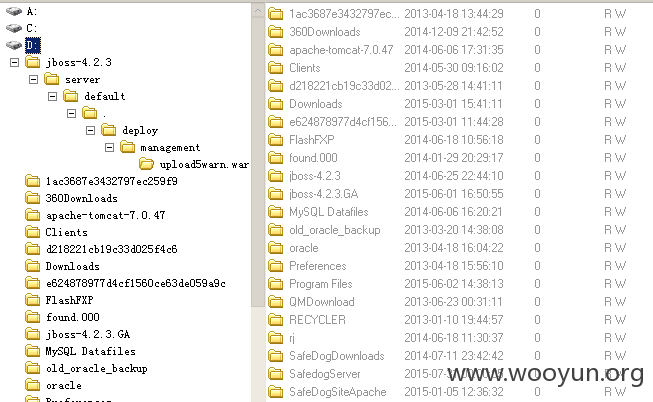 A:
C:
D:
jboss-4.2.3
server
default
.
deploy
management
upload5warn.war
1ac3687e3432797ec259f9
360Downloads
apache-tomcat-7.0.47
Clients
d218221cb19c33d025f4c6
Downloads
e624878977d4cf1560ce63de059a9c
FlashFXP
found.000
jboss-4.2.3.GA
MySQL Datafiles
old_oracle_backup
oracle
1ac3687e3432797ec... 2013-04-18 13:44:29 0 R W
360Downloads 2014-12-09 21:42:52 0 R W
apache-tomcat-7.0.47 2014-06-06 17:31:35 0 R W
Clients 2014-05-30 09:16:02 0 R W
d218221cb19c33d02... 2013-05-28 14:41:11 0 R W
Downloads 2015-03-01 15:41:11 0 R W
e624878977d4cf156... 2015-03-01 11:44:28 0 R W
FlashFXP 2014-06-18 10:56:18 0 R W
found.000 2014-01-29 20:29:17 0 R W
jboss-4.2.3 2014-06-25 22:44:10 0 R W
jboss-4.2.3.GA 2015-06-01 16:50:55 0 R W
MySQL Datafiles 2014-06-06 16:20:21 0 R W
old_oracle_backup 2013-03-20 14:38:08 0 R W
oracle 2013-04-18 16:04:22 0 R W
Preferences 2013-04-18 15:56:10 0 R W
Program Files 2015-06-02 14:38:13 0 R W
QMDownload 2013-06-23 00:31:11 0 R W
RECYCLER 2013-01-10 19:44:57 0 R W
rj 2014-06-18 11:30:37 0 R W
SafeDogDownloads 2014-07-11 23:42:42 0 R W
SafedogServer 0 R W
SafeDogSiteApache 2015-01-05 12:36:32 0 R W
www.wooyun.org